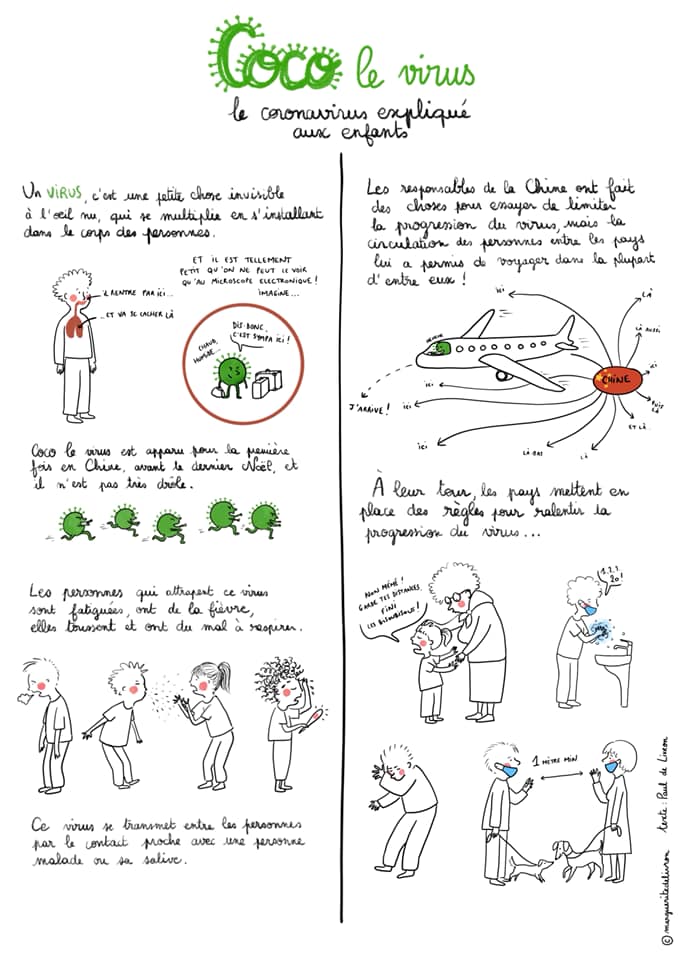 Coco le virus
le coronavirus expliqué
aux enfants
Un VIRUS, c'est une petite chose invisible
à l'œil nu, qui se multiplie en s'installant
dans le corps des personnes.
ET IL EST TELLEMENT
PETIT QU'ON NE PEUT LE VOIR
QU'AU MICROSCOPE ELECTRONIQUE !
IMAGINE...
IL RENTRE PAR ICI...
...ET VA SE CACHER LÀ
DIS-DONC,
C'EST SYMPA ICI !
CHAUD,
HUMIDE..
Coco le virus est apparu pour la première
fois en Chine, avant le dernier Noël, et
il n'est pas très drôle.
Les personnes qui attrapent ce virus
sont fatiguées, ont de la fièvre,
elles toussent et ont du mal à respirer.
Ce virus se transmet entre les personnes
par le contact proche avec une personne
malade ou sa salive.
Les responsables de la Chine ont fait
des choses pour essayer de limiter
la progression du virus, mais la
circulation des personnes entre les pays
lui a permis de voyager dans la plupart
d'entre eux !
ici
LÀ
LÀ AUSSI
ici
CHINE
PUIS
LÀ
ET LÀ..
J'ARRIVE !
ici
ici
ici
LÀ-BAS
LÀ
À leur tour, les pays mettent en
place des règles pour ralentir la
progression du virus...
NON MÉMÉ !
GARDE TES DISTANCES,
FINI
LES BISOUBISOUS !
1.2.3..
20 !
1 MÈTRE MIN
© margueritedelivron texte : Paul de Livron